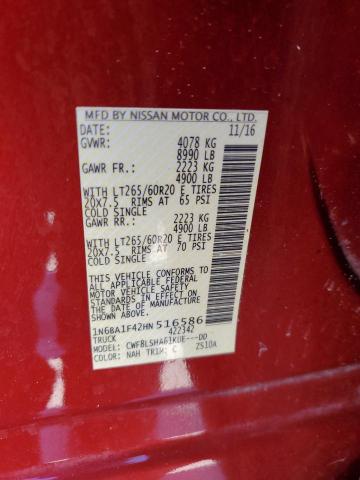 MFD BY NISSAN MOTOR CO., LTD.
DATE: 11/16
GVWR: 4078 KG
8990 LB
GAWR FR.: 2223 KG
4900 LB
WITH LT265/60R20 E TIRES
20X7.5 RIMS AT 65 PSI
COLD SINGLE
GAWR RR.: 2223 KG
4900 LB
WITH LT265/60R20 E TIRES
20X7.5 RIMS AT 70 PSI
COLD SINGLE
THIS VEHICLE CONFORMS TO
ALL APPLICABLE FEDERAL
MOTOR VEHICLE SAFETY
STANDARDS IN EFFECT ON
THE DATE OF MANUFACTURE
SHOWN ABOVE
1N6BA1F42HN516586
TRUCK 422342
MODEL:
COLOR: NAH TRIM: C ZS10A